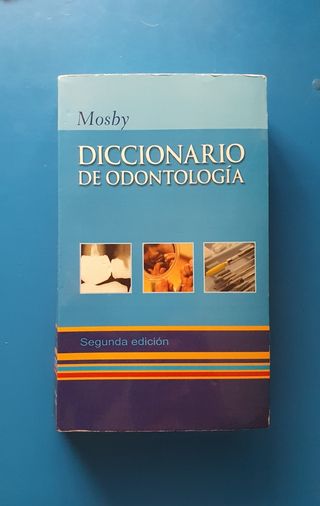 Mosby
DICCIONARIO
DE ODONTOLOGÍA
Segunda edición